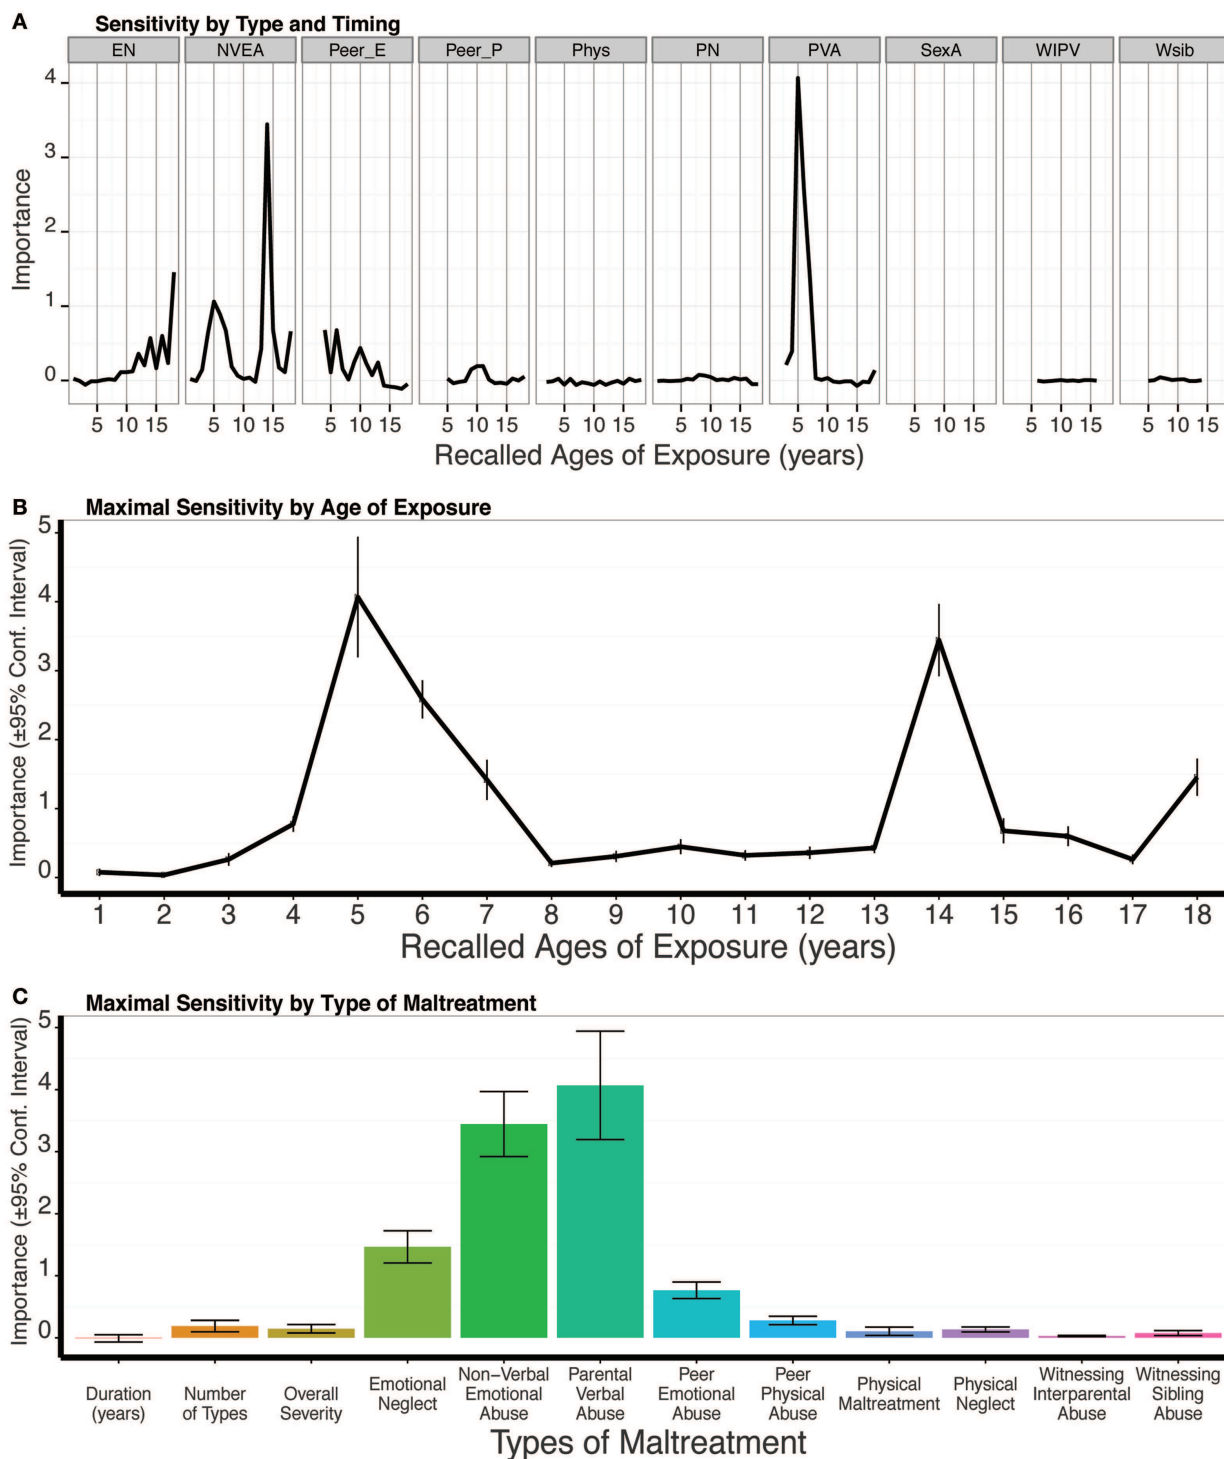 A Sensitivity by Type and Timing
EN NVEA Peer_E Peer_P Phys PN PVA SexA WIPV Wsib
4
3
2
1
0
Importance
5 10 15 5 10 15 5 10 15 5 10 15 5 10 15 5 10 15 5 10 15 5 10 15 5 10 15 5 10 15
Recalled Ages of Exposure (years)
B Maximal Sensitivity by Age of Exposure
5
4
3
2
1
0
Importance (±95% Conf. Interval)
1 2 3 4 5 6 7 8 9 10 11 12 13 14 15 16 17 18
Recalled Ages of Exposure (years)
C Maximal Sensitivity by Type of Maltreatment
5
4
3
2
1
0
Importance (±95% Conf. Interval)
Duration
(years)
Number
of Types
Overall
Severity
Emotional
Neglect
Non–Verbal
Emotional
Abuse
Parental
Verbal
Abuse
Peer
Emotional
Abuse
Peer
Physical
Abuse
Physical
Maltreatment
Physical
Neglect
Witnessing
Interparental
Abuse
Witnessing
Sibling
Abuse
Types of Maltreatment